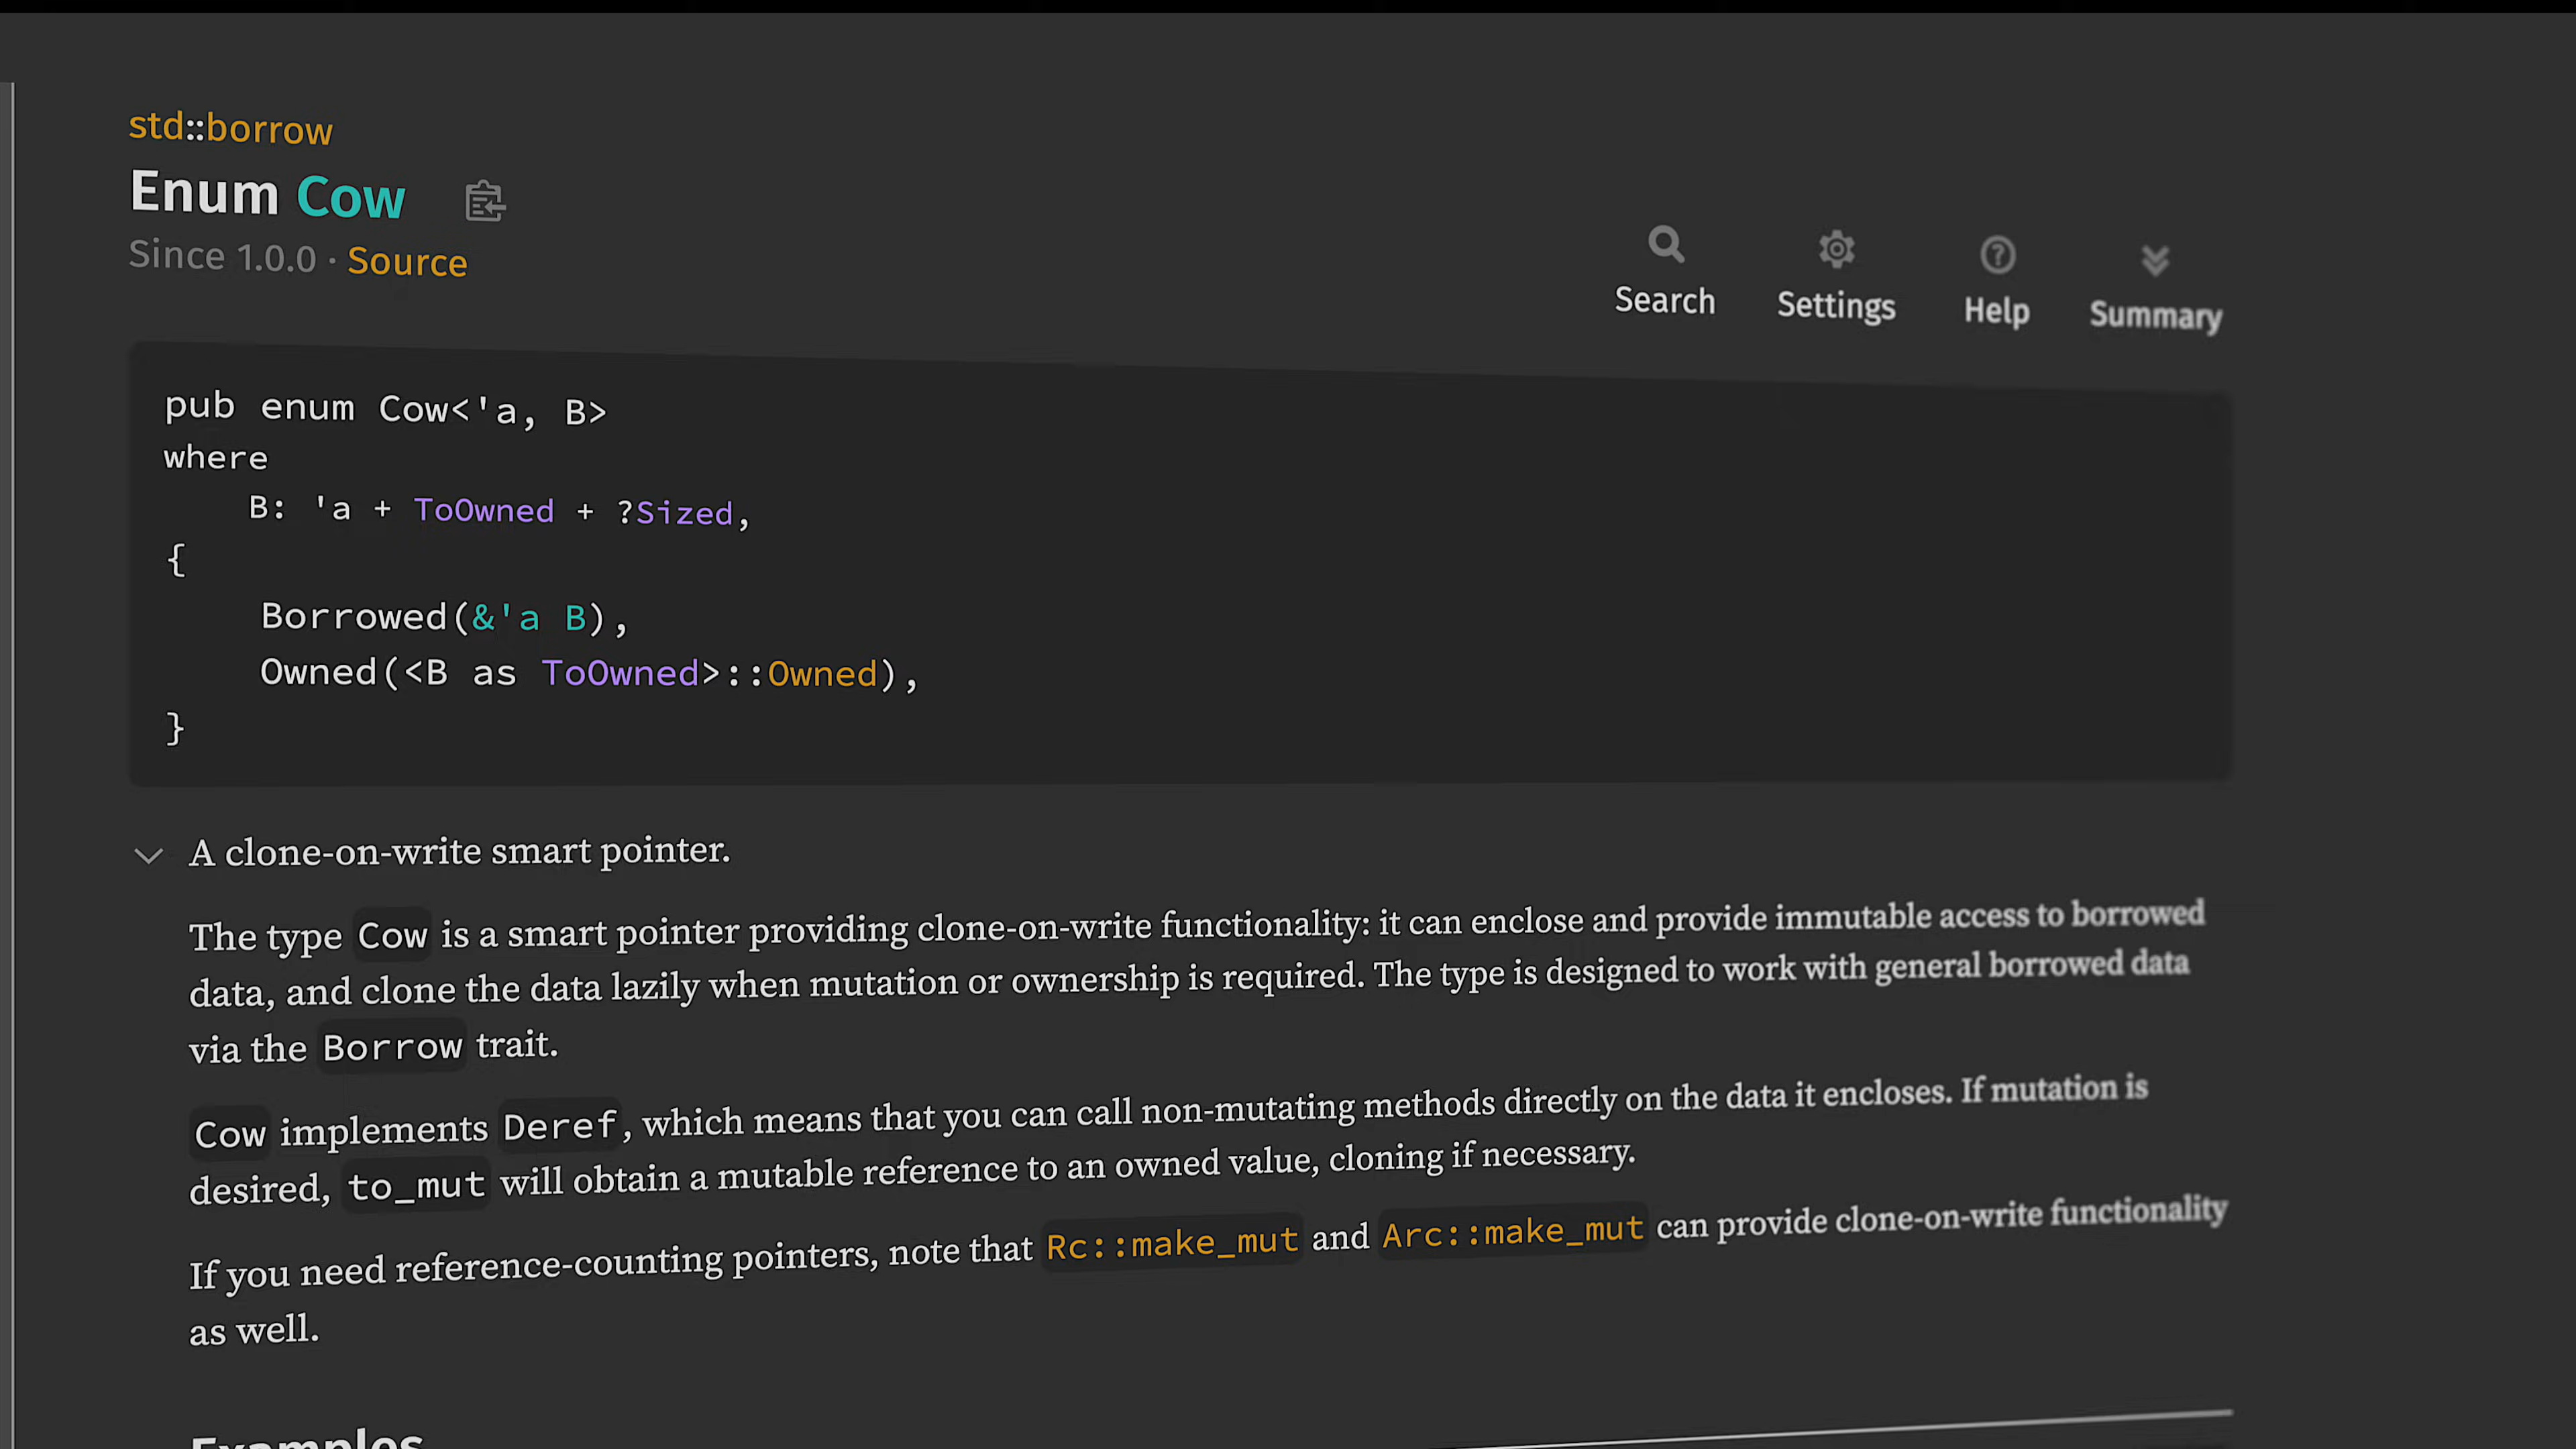 std::borrow
Enum Cow
Since 1.0.0 · Source
Search Settings Help Summary
pub enum Cow<'a, B>
where
    B: 'a + ToOwned + ?Sized,
{
    Borrowed(&'a B),
    Owned(<B as ToOwned>::Owned),
}
A clone-on-write smart pointer.
The type Cow is a smart pointer providing clone-on-write functionality: it can enclose and provide immutable access to borrowed
data, and clone the data lazily when mutation or ownership is required. The type is designed to work with general borrowed data
via the Borrow trait.
Cow implements Deref, which means that you can call non-mutating methods directly on the data it encloses. If mutation is
desired, to_mut will obtain a mutable reference to an owned value, cloning if necessary.
If you need reference-counting pointers, note that Rc::make_mut and Arc::make_mut can provide clone-on-write functionality
as well.
Examples